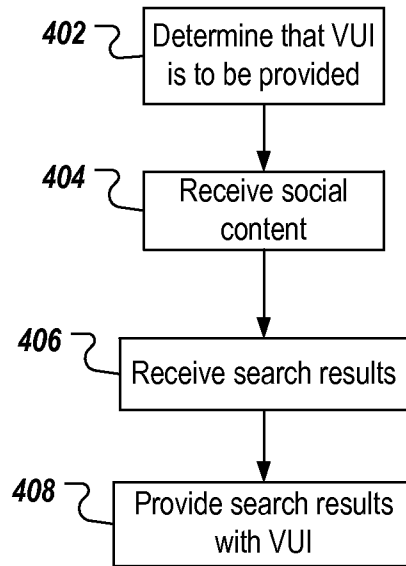 402
Determine that VUI
is to be provided
404
Receive social
content
406
Receive search results
408
Provide search results
with VUI